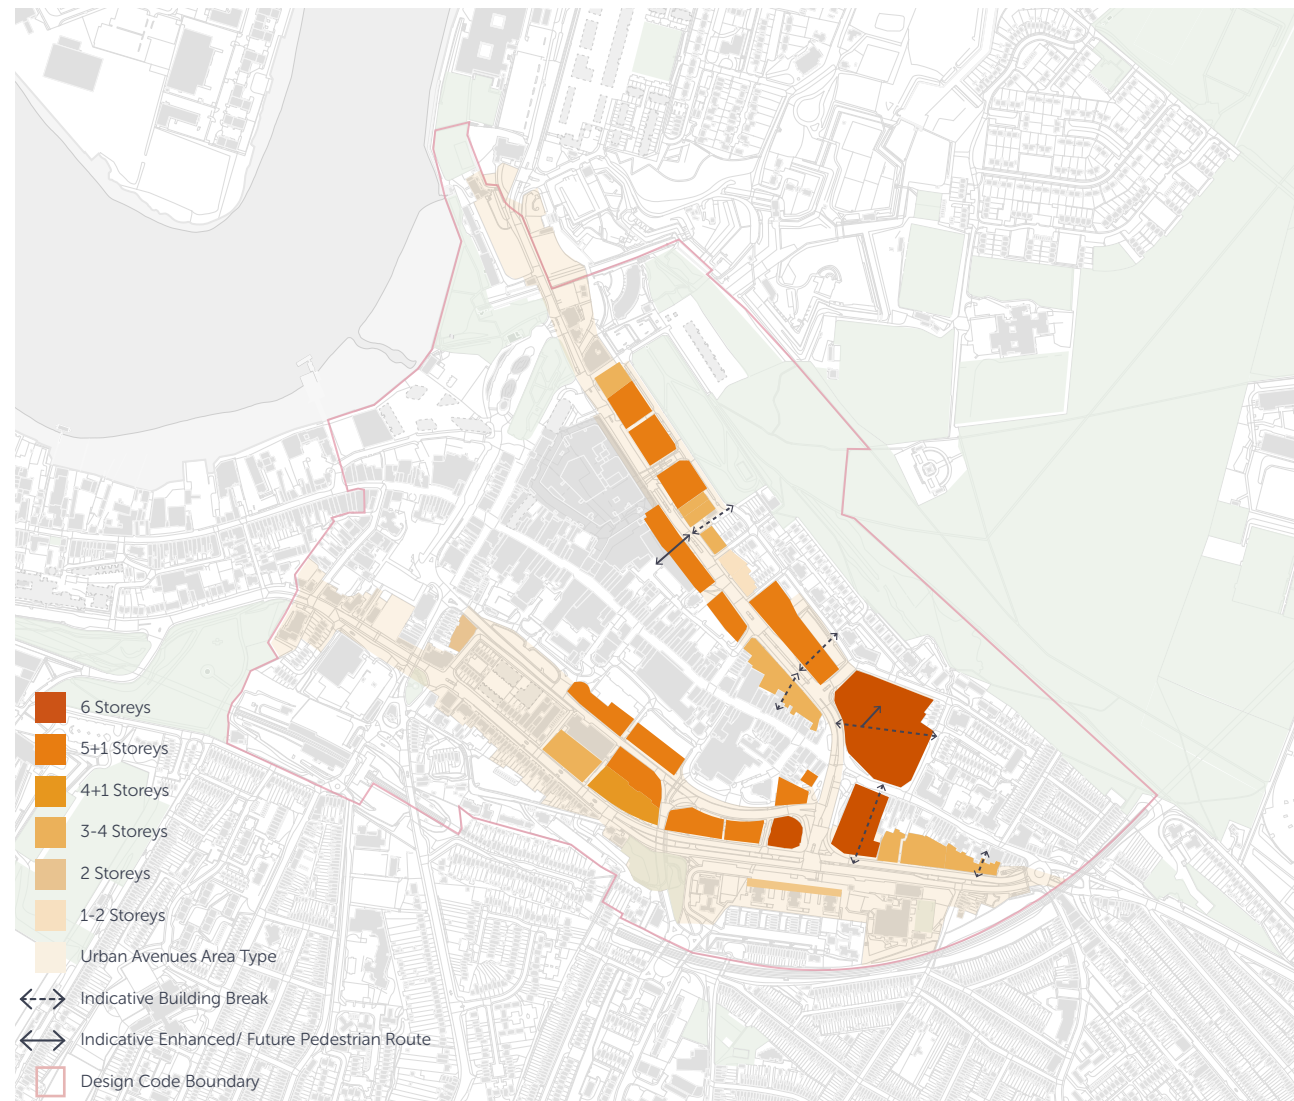 6 Storeys
5+1 Storeys
4+1 Storeys
3-4 Storeys
2 Storeys
1-2 Storeys
Urban Avenues Area Type
Indicative Building Break
Indicative Enhanced/ Future Pedestrian Route
Design Code Boundary